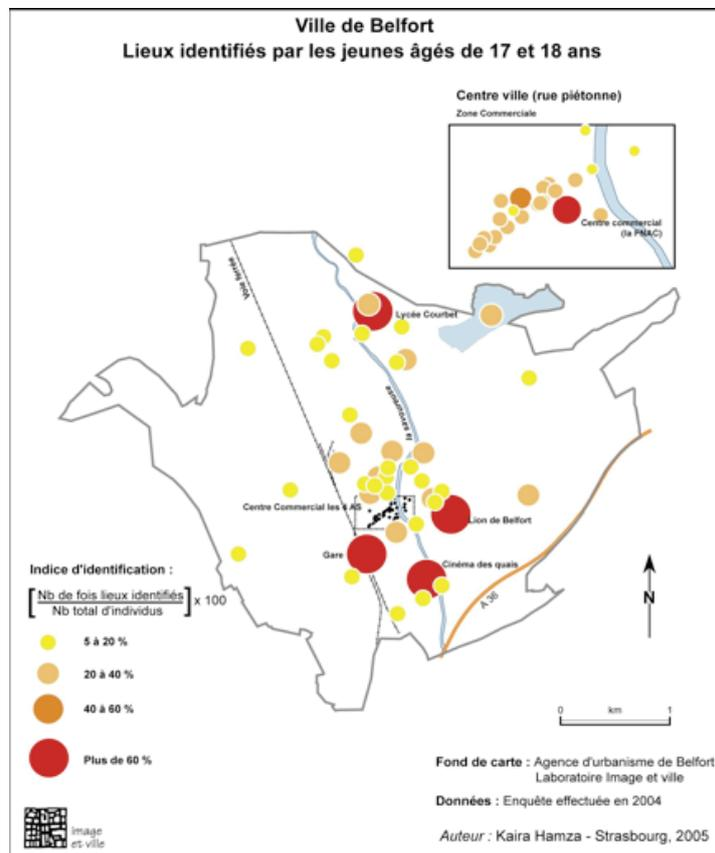 Ville de Belfort
Lieux identifiés par les jeunes âgés de 17 et 18 ans
Centre ville (rue piétonne)
Zone Commerciale
Centre commercial
(la FNAC)
Voie ferrée
Lycée Courbet
la savoureuse
Centre Commercial les 4 AS
Lion de Belfort
Gare
Cinéma des quais
A 36
N
Indice d'identification :
[Nb de fois lieux identifiés
Nb total d'individus] x 100
5 à 20 %
20 à 40 %
40 à 60 %
Plus de 60 %
0 km 1
Fond de carte : Agence d'urbanisme de Belfort
Laboratoire Image et ville
Données : Enquête effectuée en 2004
Auteur : Kaira Hamza - Strasbourg, 2005
image
et ville